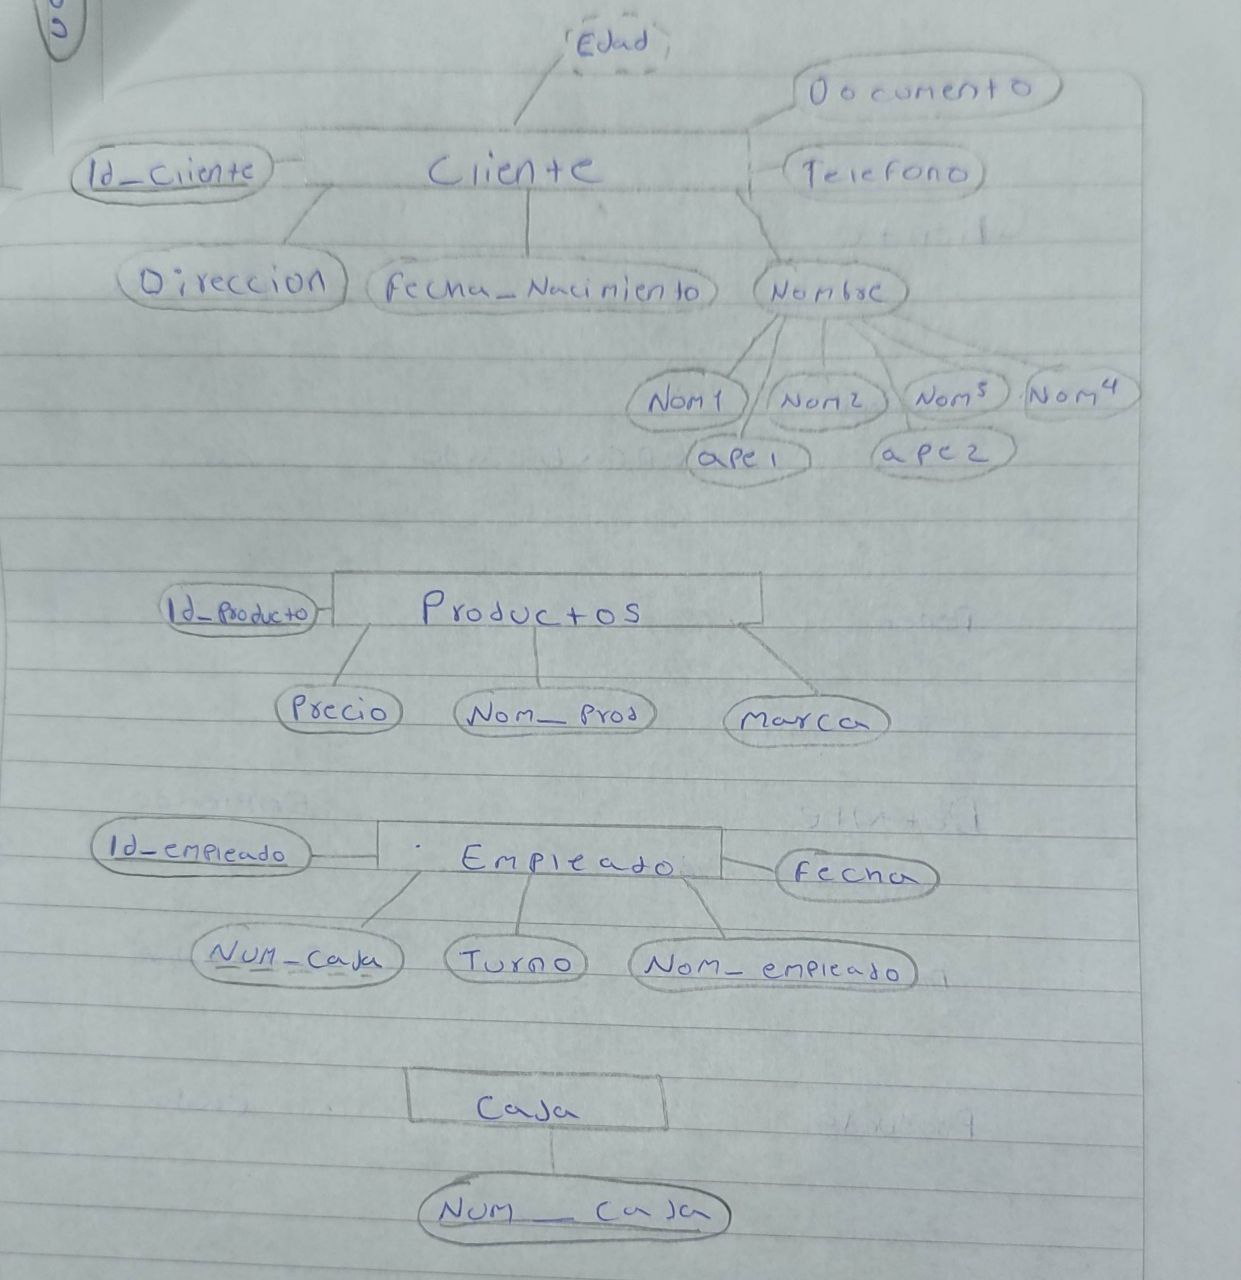 Edad
Documento
Id_Cliente Cliente Telefono
Direccion Fecha_Nacimiento Nombre
Nom1 Nom2 Nom3 Nom4
ape1 ape2
Id_Producto Productos
Precio Nom_Prod Marca
Id_empleado Empleado Fecha
Num_caja Turno Nom_empleado
Caja
Num_caja